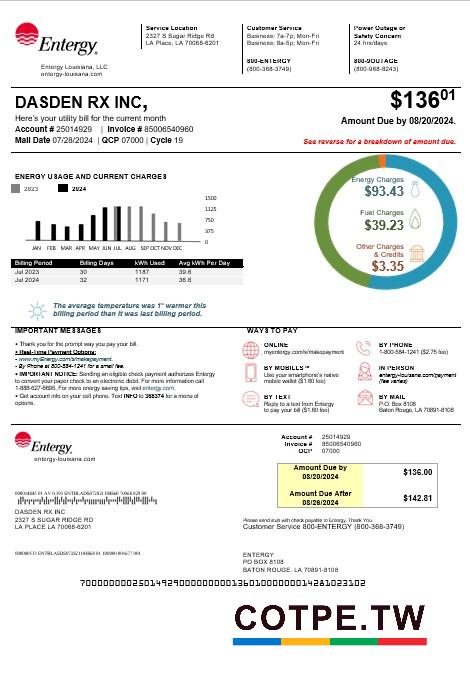 Entergy
Entergy Louisiana, LLC
entergy-louisiana.com
Service Location
2327 S Sugar Ridge Rd
LA Place, LA 70068-6201
Customer Service
Business: 7a-7p; Mon-Fri
Business: 8a-5p; Mon-Fri
800-ENTERGY
(800-368-3749)
Power Outage or
Safety Concern
24 hrs/days
800-9OUTAGE
(800-968-8243)
DASDEN RX INC,
Here's your utility bill for the current month
Account # 25014929 | Invoice # 85006540960
Mail Date 07/28/2024 | QCP 07000 | Cycle 19
$136 01
Amount Due by 08/20/2024.
See reverse for a breakdown of amount due.
ENERGY USAGE AND CURRENT CHARGES
2023 2024
1500
1125
750
375
0
JAN FEB MAR APR MAY JUN JUL AUG SEP OCT NOV DEC
Energy Charges
$93.43
Fuel Charges
$39.23
Other Charges
& Credits
$3.35
Billing Period Billing Days kWh Used Avg kWh Per Day
Jul 2023 30 1187 39.6
Jul 2024 32 1171 36.6
The average temperature was 1° warmer this
billing period than it was last billing period.
IMPORTANT MESSAGES
• Thank you for the prompt way you pay your bill.
• Real-Time Payment Options:
- www.myEntergy.com/makepayment.
- By Phone at 800-584-1241 for a small fee.
• IMPORTANT NOTICE: Sending an eligible check payment authorizes Entergy
to convert your paper check to an electronic debit. For more information call
1-888-627-6695. For more energy saving tips, visit entergy.com.
• Get account info on your cell phone. Text INFO to 368374 for a menu of
options.
WAYS TO PAY
ONLINE
myentergy.com/s/makepayment
BY MOBILE
Use your smartphone's native
mobile wallet ($1.60 fee)
BY TEXT
Reply to a text from Entergy
to pay your bill ($1.60 fee)
BY PHONE
1-800-584-1241 ($2.75 fee)
IN PERSON
entergy-louisiana.com/payment
(fee varies)
BY MAIL
P.O. Box 8108
Baton Rouge, LA 70891-8108
Entergy
entergy-louisiana.com
Account # 25014929
Invoice # 85006540960
QCP 07000
Amount Due by
08/20/2024
$136.00
Amount Due After
08/26/2024
$142.81
DASDEN RX INC
2327 S SUGAR RIDGE RD
LA PLACE LA 70068-6201
Please send stub with check payable to Entergy. Thank You.
Customer Service 800-ENTERGY (800-368-3749)
ENTERGY
PO BOX 8108
BATON ROUGE, LA 70891-8108
COTPE.TW